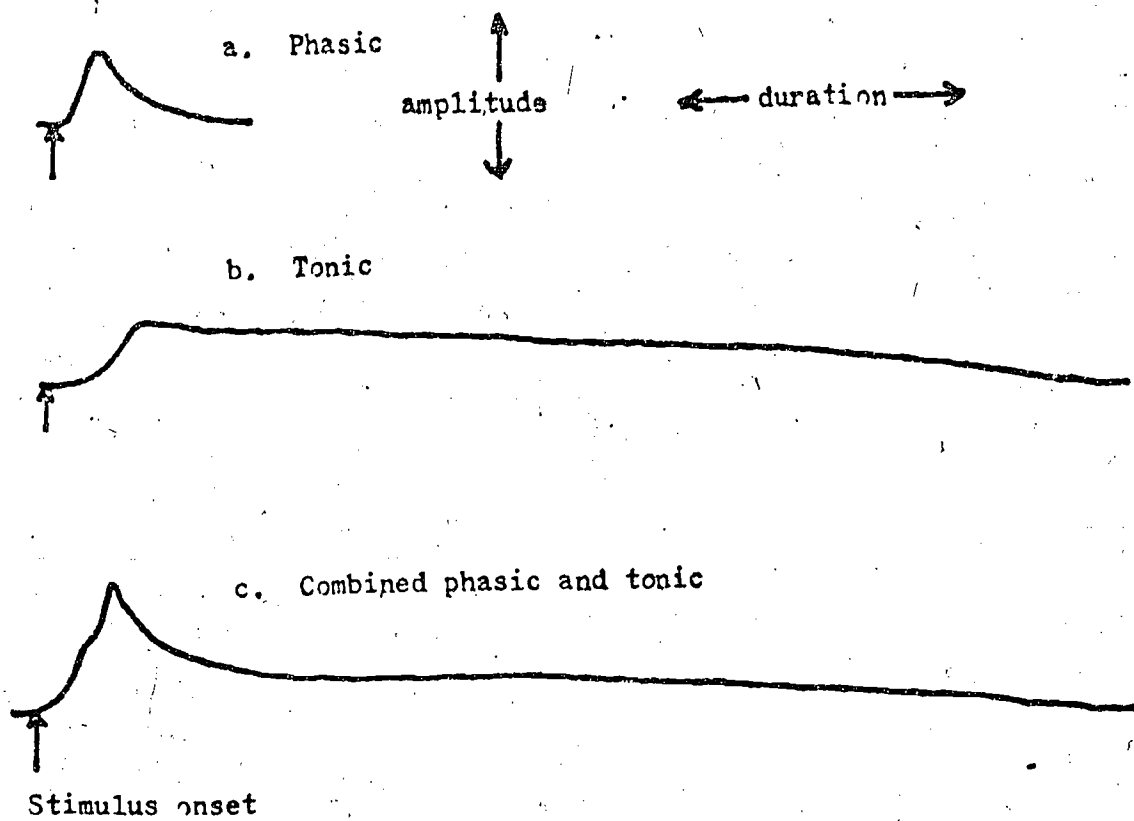 a. Phasic
amplitude
duration
b. Tonic
c. Combined phasic and tonic
Stimulus onset